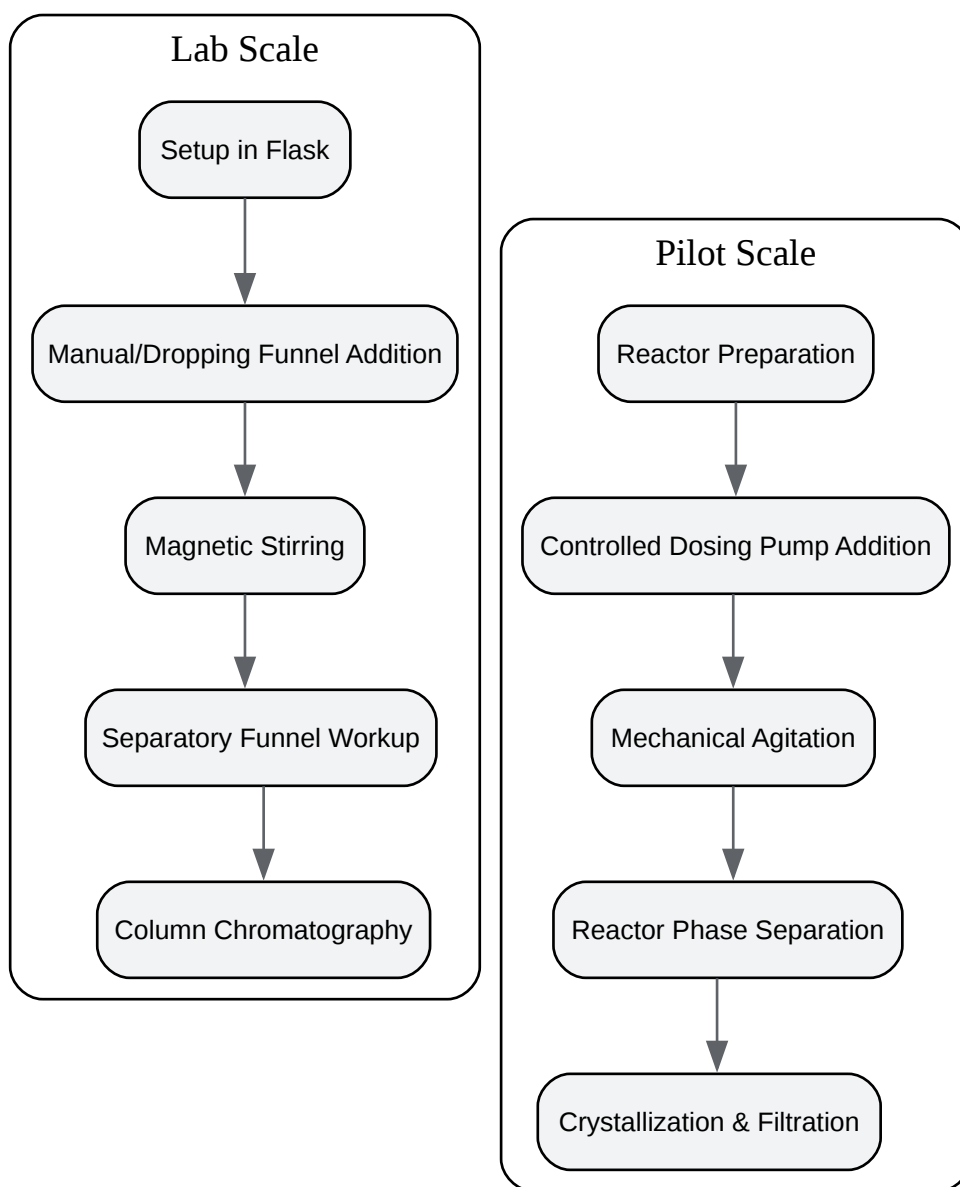 Lab Scale
Setup in Flask
Manual/Dropping Funnel Addition
Magnetic Stirring
Separatory Funnel Workup
Column Chromatography
Pilot Scale
Reactor Preparation
Controlled Dosing Pump Addition
Mechanical Agitation
Reactor Phase Separation
Crystallization & Filtration